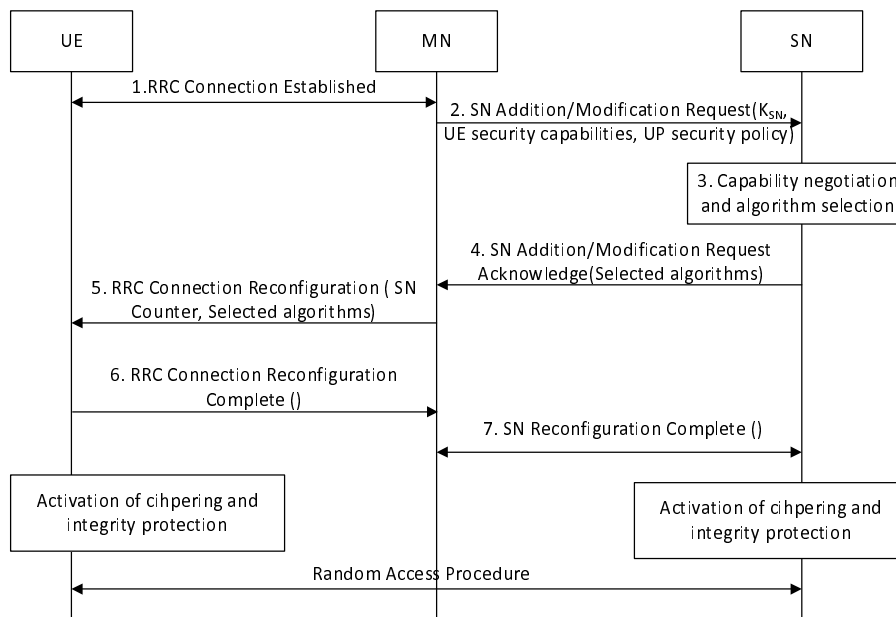 UE
MN
SN
1.RRC Connection Established
2. SN Addition/Modification Request(KSN,
UE security capabilities, UP security policy)
3. Capability negotiation
and algorithm selection
4. SN Addition/Modification Request
Acknowledge(Selected algorithms)
5. RRC Connection Reconfiguration ( SN
Counter, Selected algorithms)
6. RRC Connection Reconfiguration
Complete ()
7. SN Reconfiguration Complete ()
Activation of cihpering and
integrity protection
Activation of cihpering and
integrity protection
Random Access Procedure